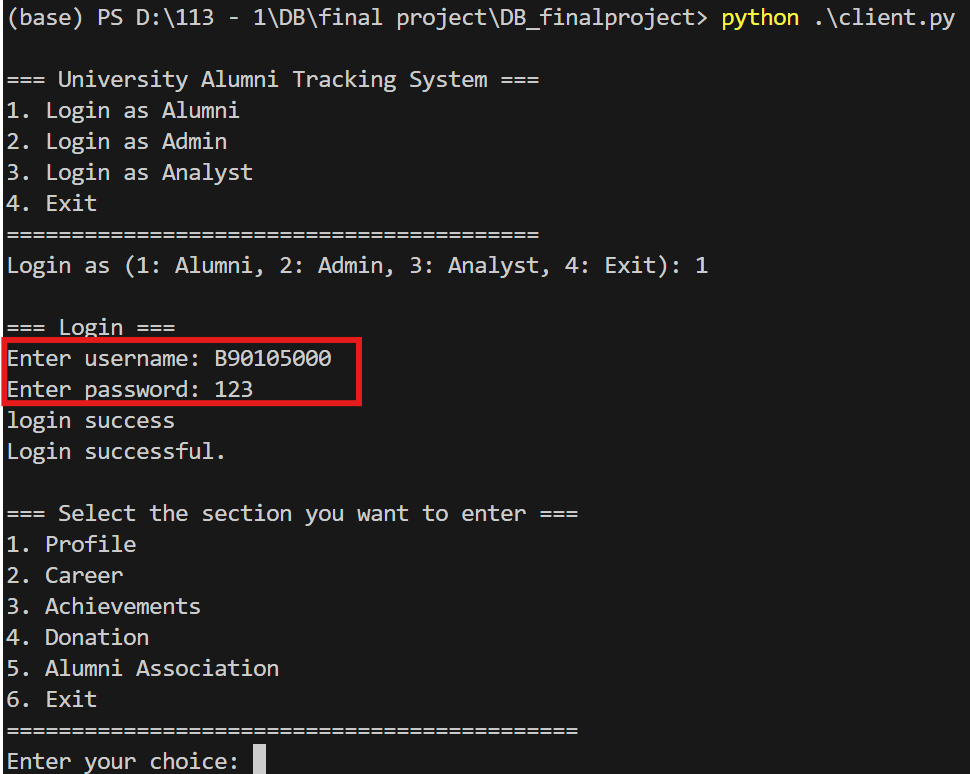 (base) PS D:\113 - 1\DB\final project\DB_finalproject> python .\client.py
=== University Alumni Tracking System ===
1. Login as Alumni
2. Login as Admin
3. Login as Analyst
4. Exit
=========================================
Login as (1: Alumni, 2: Admin, 3: Analyst, 4: Exit): 1
=== Login ===
Enter username: B90105000
Enter password: 123
login success
Login successful.
=== Select the section you want to enter ===
1. Profile
2. Career
3. Achievements
4. Donation
5. Alumni Association
6. Exit
============================================
Enter your choice: